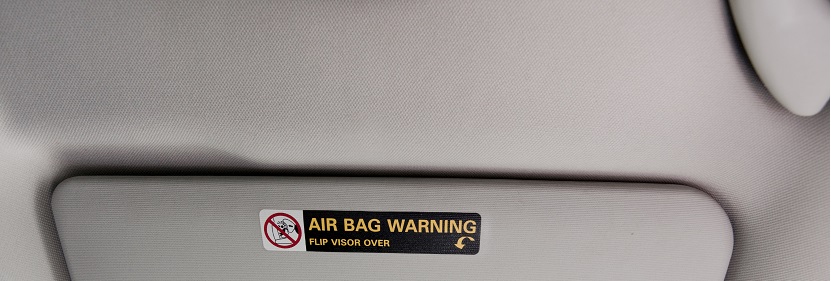 AIR BAG WARNING
FLIP VISOR OVER